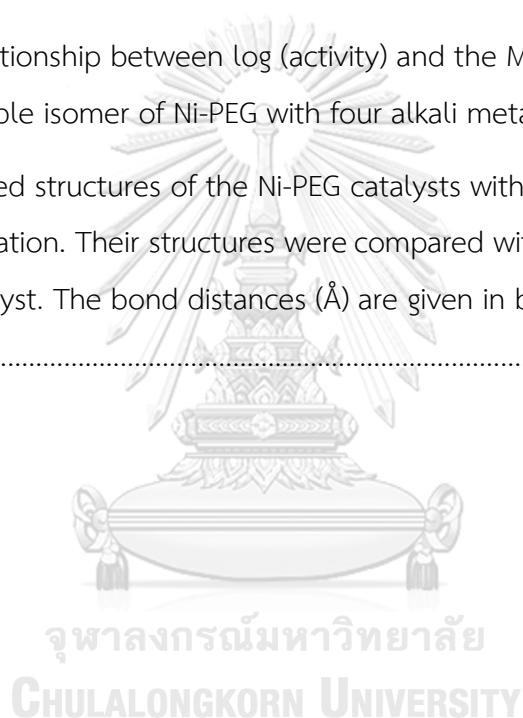 tionship between log (activity) and the M
ble isomer of Ni-PEG with four alkali meta
ed structures of the Ni-PEG catalysts with
ation. Their structures were compared wi
lyst. The bond distances (Å) are given in b
................................................................................
จุฬาลงกรณ์มหาวิทยาลัย
CHULALONGKORN UNIVERSITY